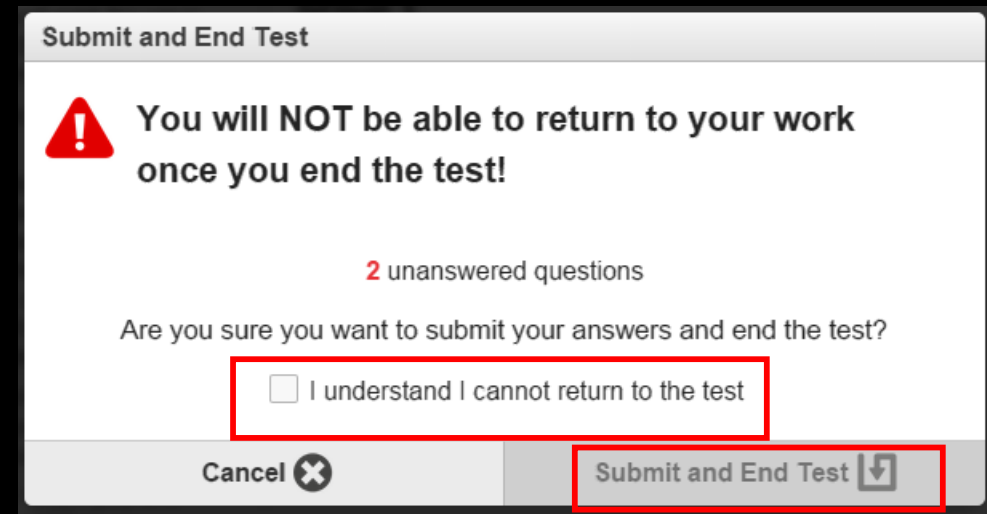 Submit and End Test
You will NOT be able to return to your work
once you end the test!
2 unanswered questions
Are you sure you want to submit your answers and end the test?
I understand I cannot return to the test
Cancel
Submit and End Test